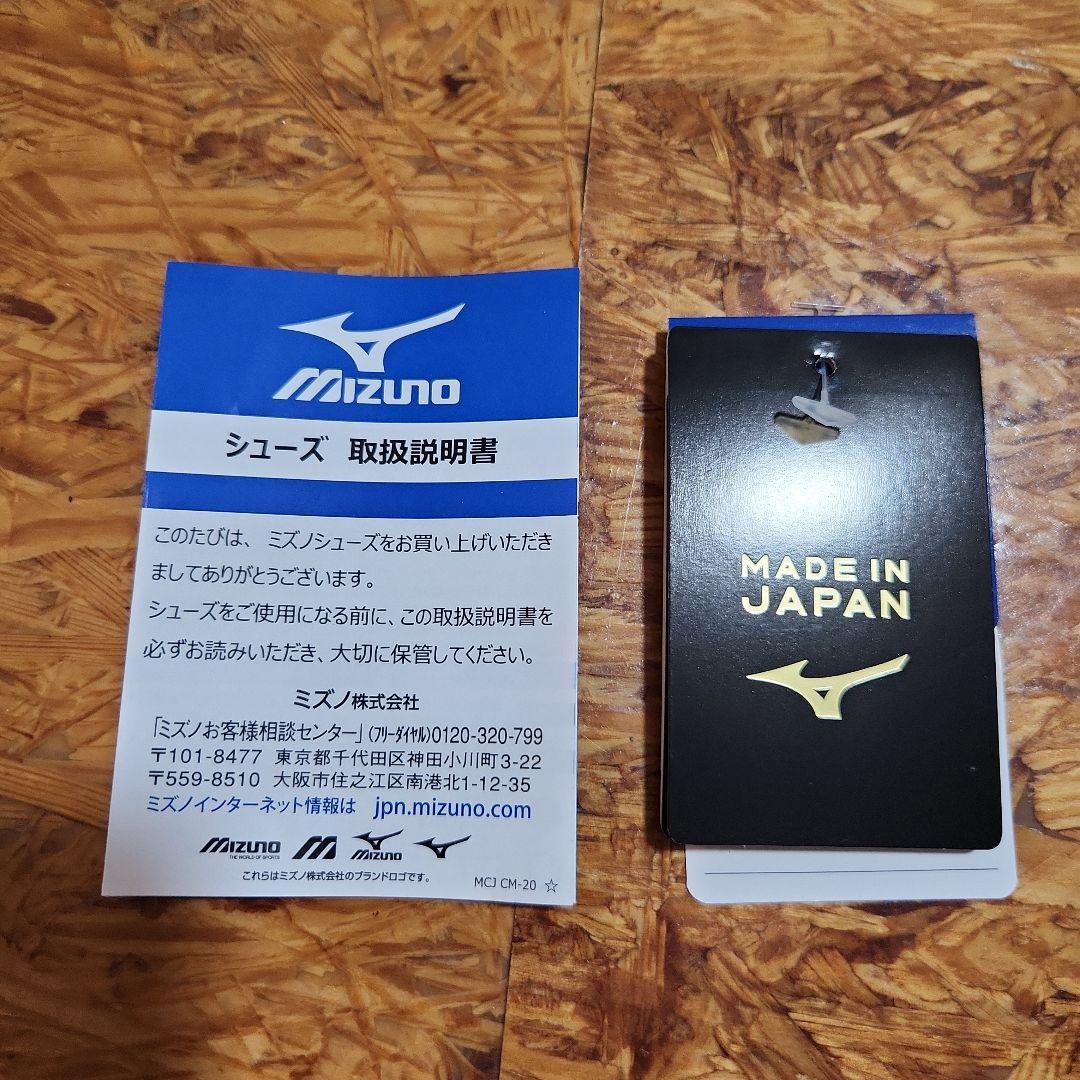 MIZUNO
シューズ 取扱説明書
このたびは、ミズノシューズをお買い上げいただき
ましてありがとうございます。
シューズをご使用になる前に、この取扱説明書を
必ずお読みいただき、大切に保管してください。
ミズノ株式会社
「ミズノお客様相談センター」(フリーダイヤル)0120-320-799
〒101-8477 東京都千代田区神田小川町3-22
〒559-8510 大阪市住之江区南港北1-12-35
ミズノインターネット情報は jpn.mizuno.com
MIZUNO
THE WORLD OF SPORTS
MIZUNO
これらはミズノ株式会社のブランドロゴです。
MCJ CM-20 ☆
MADE IN
JAPAN